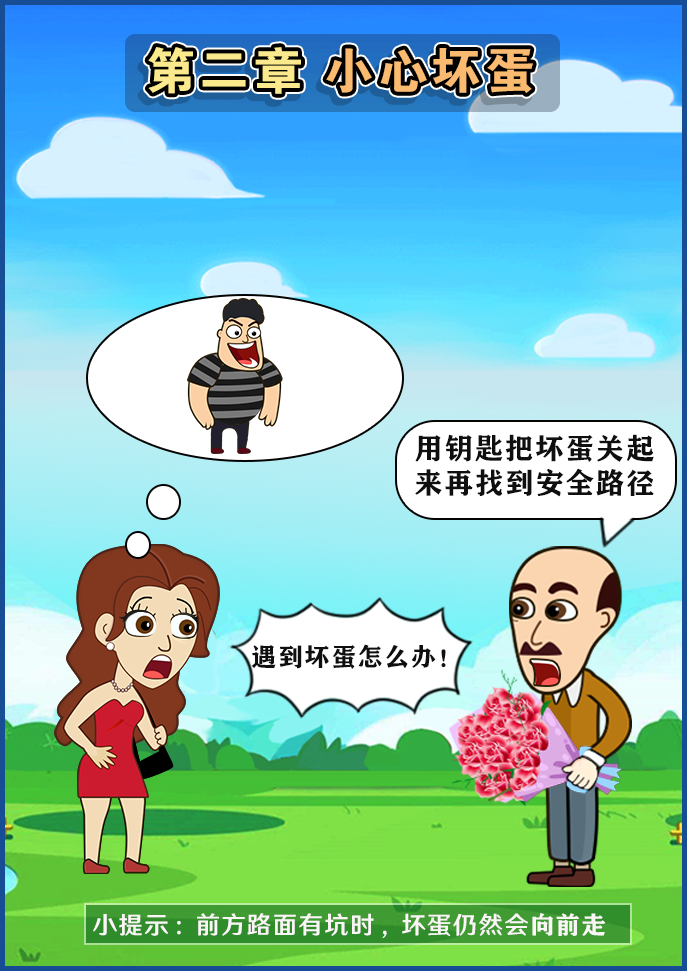 第二章 小心坏蛋
用钥匙把坏蛋关起
来再找到安全路径
遇到坏蛋怎么办!
小提示：前方路面有坑时，坏蛋仍然会向前走